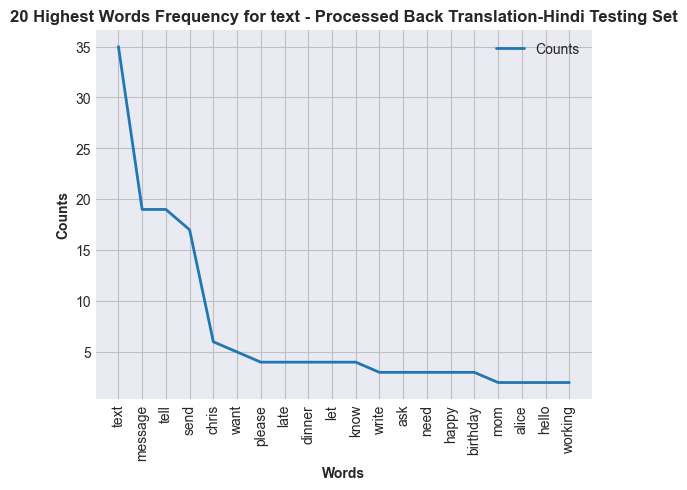 20 Highest Words Frequency for text - Processed Back Translation-Hindi Testing Set
Counts
35
30
25
20
15
10
5
Counts
text
message
tell
send
chris
want
please
late
dinner
let
know
write
ask
need
happy
birthday
mom
alice
hello
working
Words